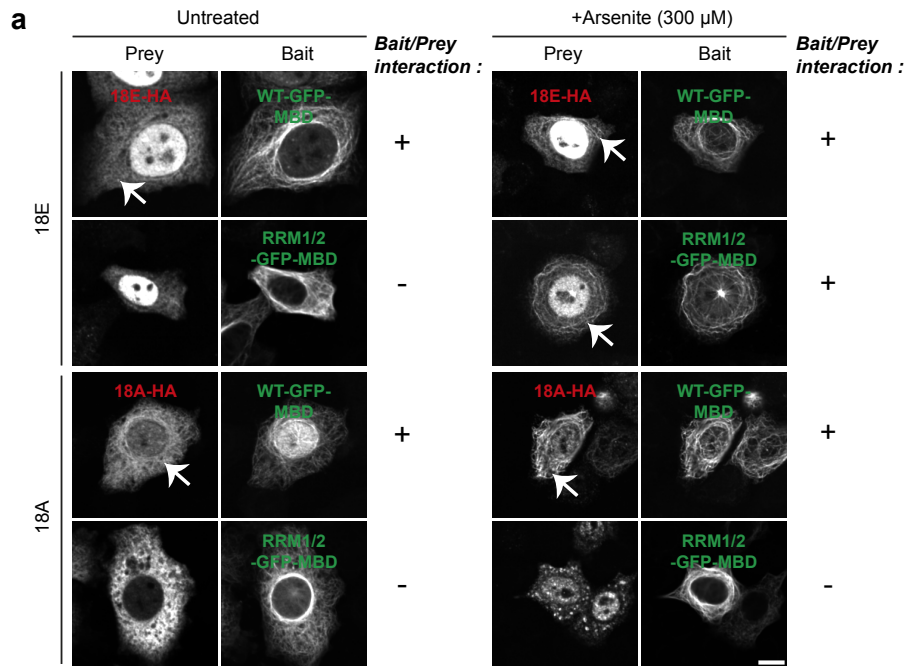 a
Untreated
+Arsenite (300 µM)
Prey
Bait
Bait/Prey
interaction :
Prey
Bait
Bait/Prey
interaction :
18E
18E-HA
WT-GFP-
MBD
+
18E-HA
WT-GFP-
MBD
+
RRM1/2
-GFP-MBD
-
RRM1/2
-GFP-MBD
+
18A
18A-HA
WT-GFP-
MBD
+
18A-HA
WT-GFP-
MBD
+
RRM1/2
-GFP-MBD
-
RRM1/2
-GFP-MBD
-